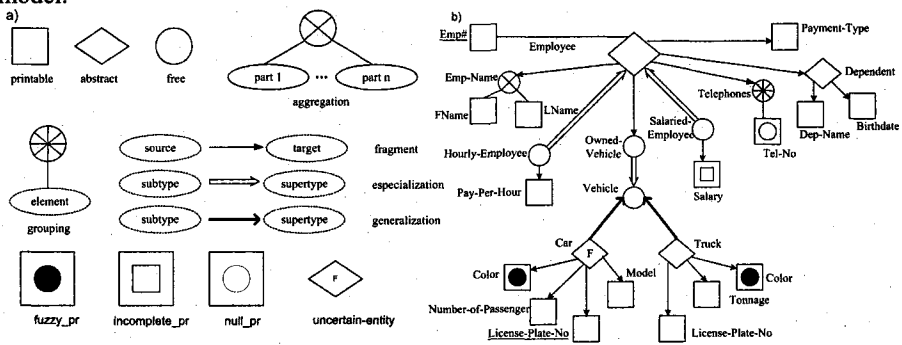 model.
a)
printable
abstract
free
part 1
...
part n
aggregation
element
grouping
source
target
fragment
subtype
supertype
especialization
subtype
supertype
generalization
fuzzy_pr
incomplete_pr
null_pr
F
uncertain-entity
b)
Emp#
Employee
Payment-Type
Emp-Name
Telephones
Dependent
FName
LName
Salaried-
Employee
Dep-Name
Birthdate
Hourly-Employee
Owned-
Vehicle
Tel-No
Pay-Per-Hour
Vehicle
Salary
Car
Truck
F
Color
Model
Color
Number-of-Passenger
Tonnage
License-Plate-No
License-Plate-No